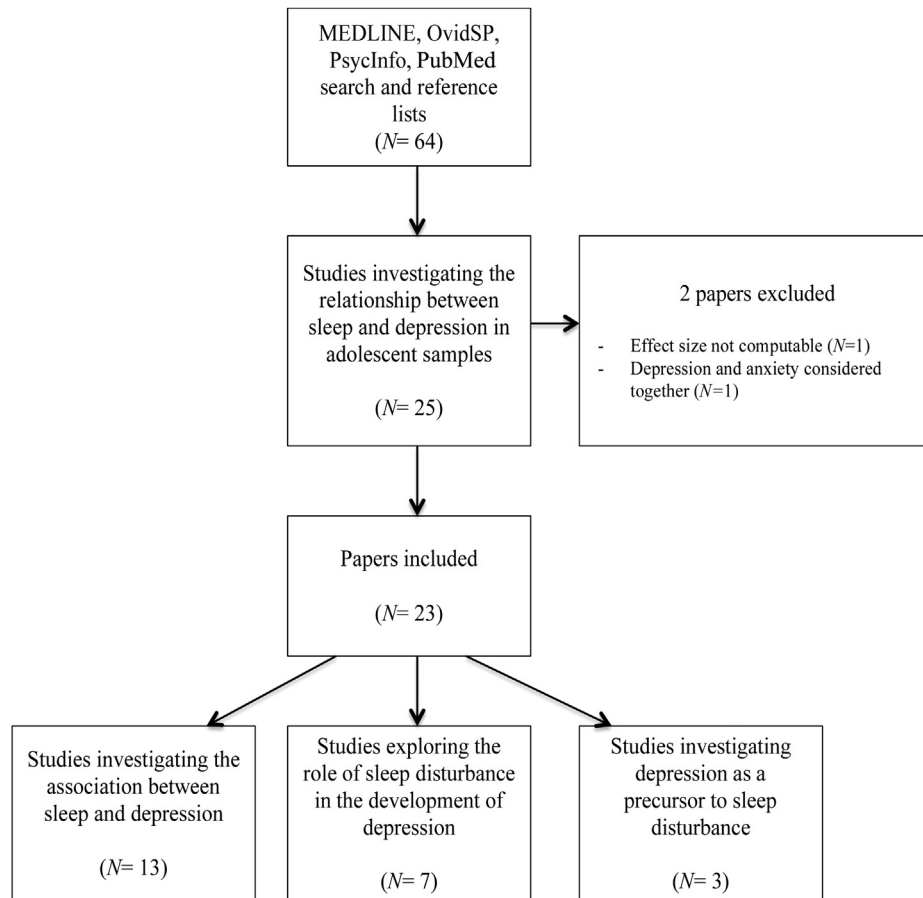 MEDLINE, OvidSP,
PsycInfo, PubMed
search and reference
lists
(N= 64)
Studies investigating the
relationship between
sleep and depression in
adolescent samples
(N= 25)
2 papers excluded
- Effect size not computable (N=1)
- Depression and anxiety considered
together (N=1)
Papers included
(N= 23)
Studies investigating the
association between
sleep and depression
(N= 13)
Studies exploring the
role of sleep disturbance
in the development of
depression
(N= 7)
Studies investigating
depression as a
precursor to sleep
disturbance
(N= 3)